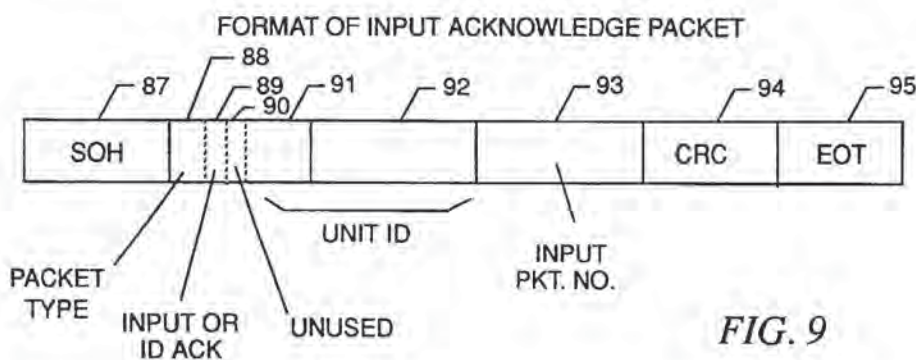 FORMAT OF INPUT ACKNOWLEDGE PACKET
87 88 89 90 91 92 93 94 95
SOH CRC EOT
UNIT ID
INPUT
PKT. NO.
PACKET
TYPE
INPUT OR
ID ACK
UNUSED
FIG. 9